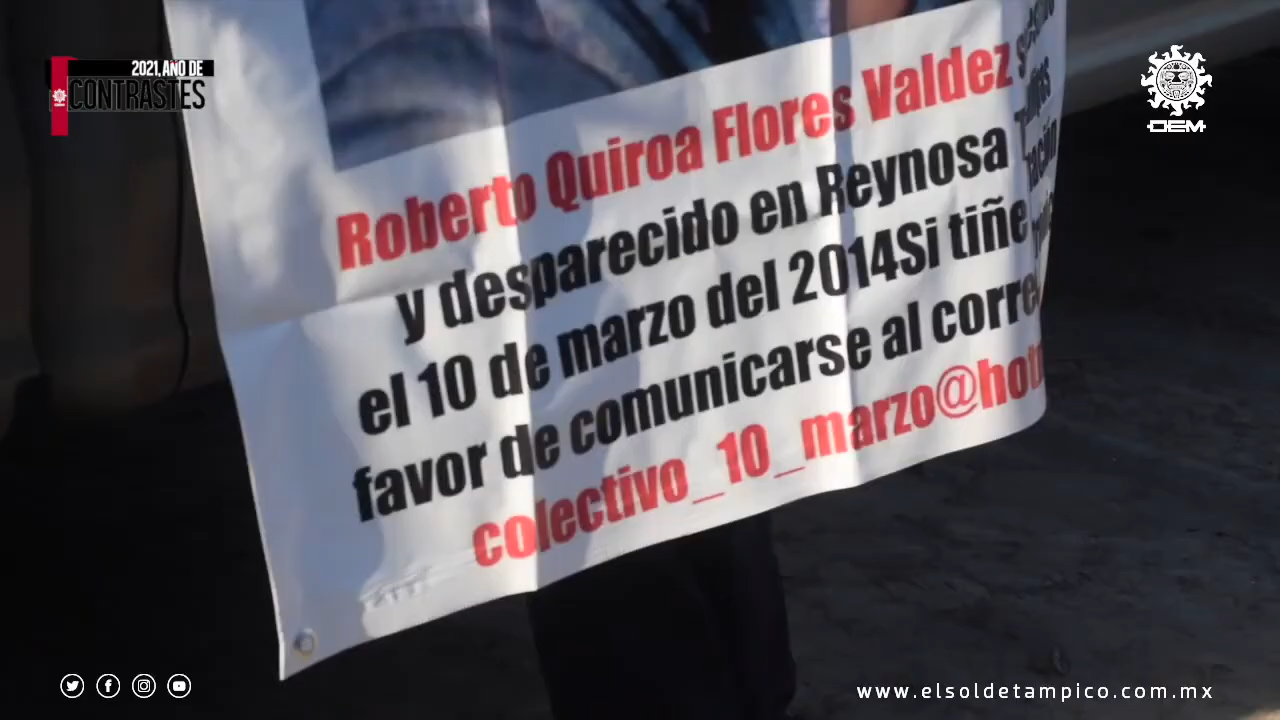 2021, AÑO DE
CONTRASTES
OEM
Roberto Quiroa Flores Valdez
y desparecido en Reynosa
el 10 de marzo del 2014Si tiñe
favor de comunicarse al corre
colectivo_10_marzo@hot
www.elsoldetampico.com.mx